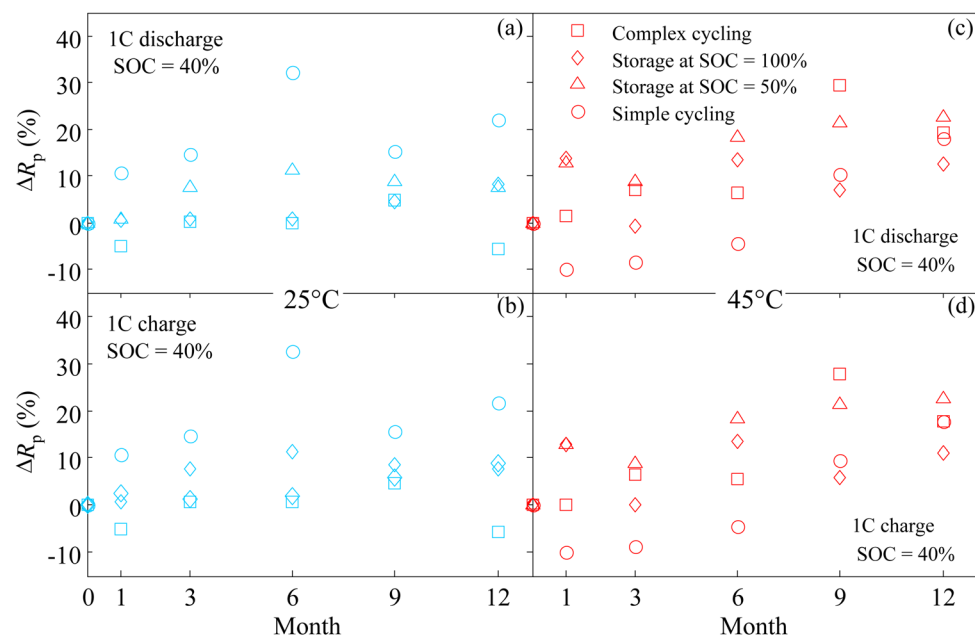 (a)
1C discharge
SOC = 40%
40
30
20
10
0
-10
ΔRp (%)
(c)
Complex cycling
Storage at SOC = 100%
Storage at SOC = 50%
Simple cycling
1C discharge
SOC = 40%
25°C
45°C
(b)
1C charge
SOC = 40%
40
30
20
10
0
-10
ΔRp (%)
(d)
1C charge
SOC = 40%
0 1 3 6 9 12
Month
1 3 6 9 12
Month